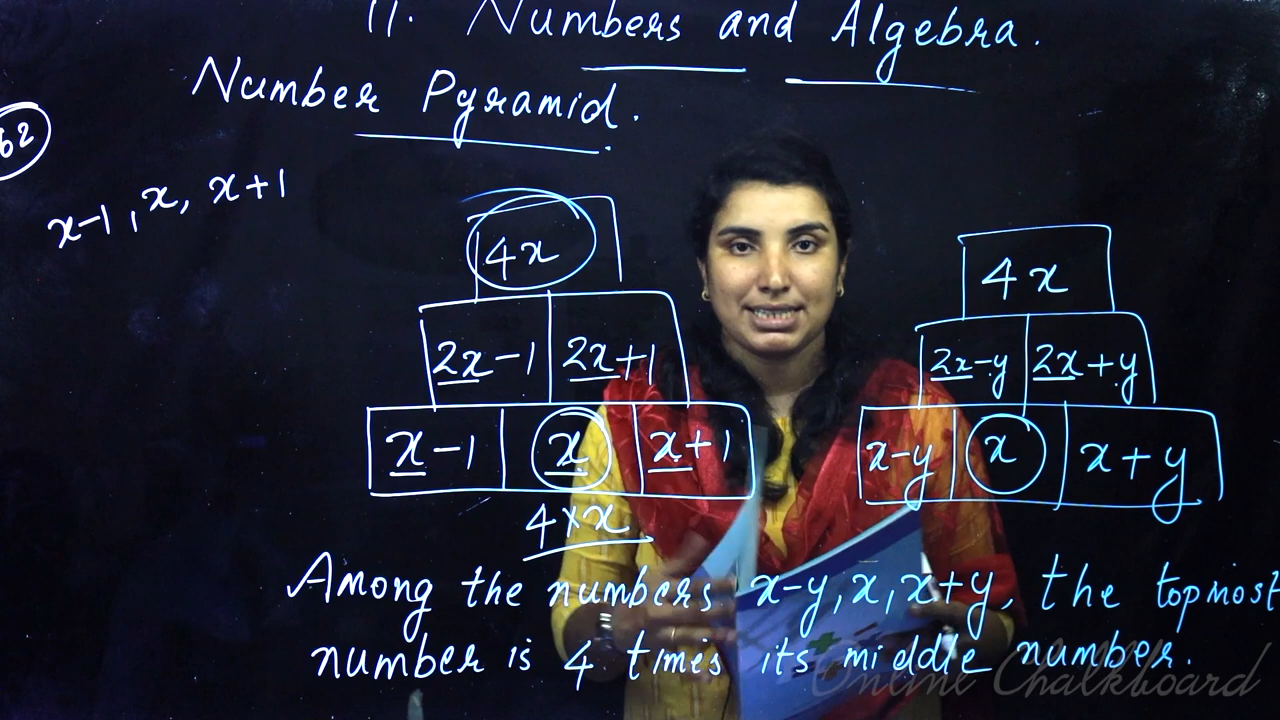 11. Numbers and Algebra.
Number Pyramid.
62
x-1, x, x+1
4x
2x-1 2x+1
x-1 x x+1
4×x
4x
2x-y 2x+y
x-y x x+y
Among the numbers x-y, x, x+y, the topmost
number is 4 times its middle number.
Online Chalkboard